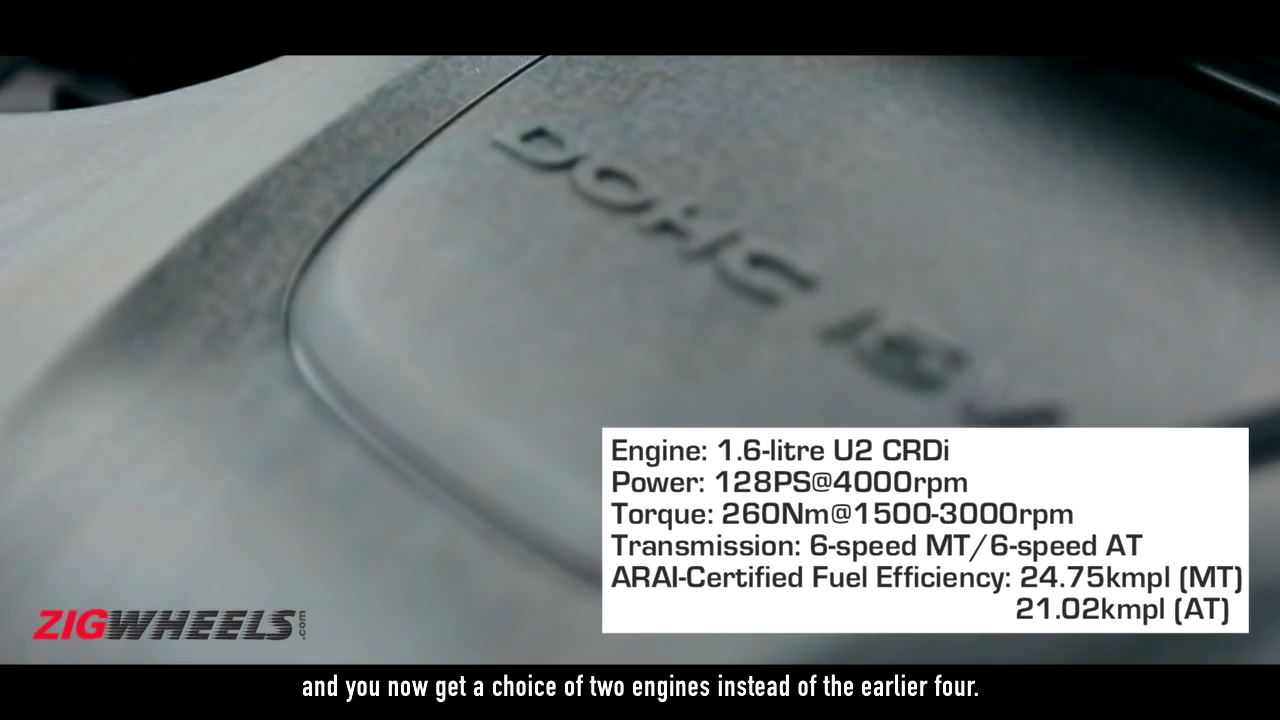 DOHC 16V
Engine: 1.6-litre U2 CRDi
Power: 128PS@4000rpm
Torque: 260Nm@1500-3000rpm
Transmission: 6-speed MT/6-speed AT
ARAI-Certified Fuel Efficiency: 24.75kmpl (MT)
21.02kmpl (AT)
ZIGWHEELS.com
and you now get a choice of two engines instead of the earlier four.